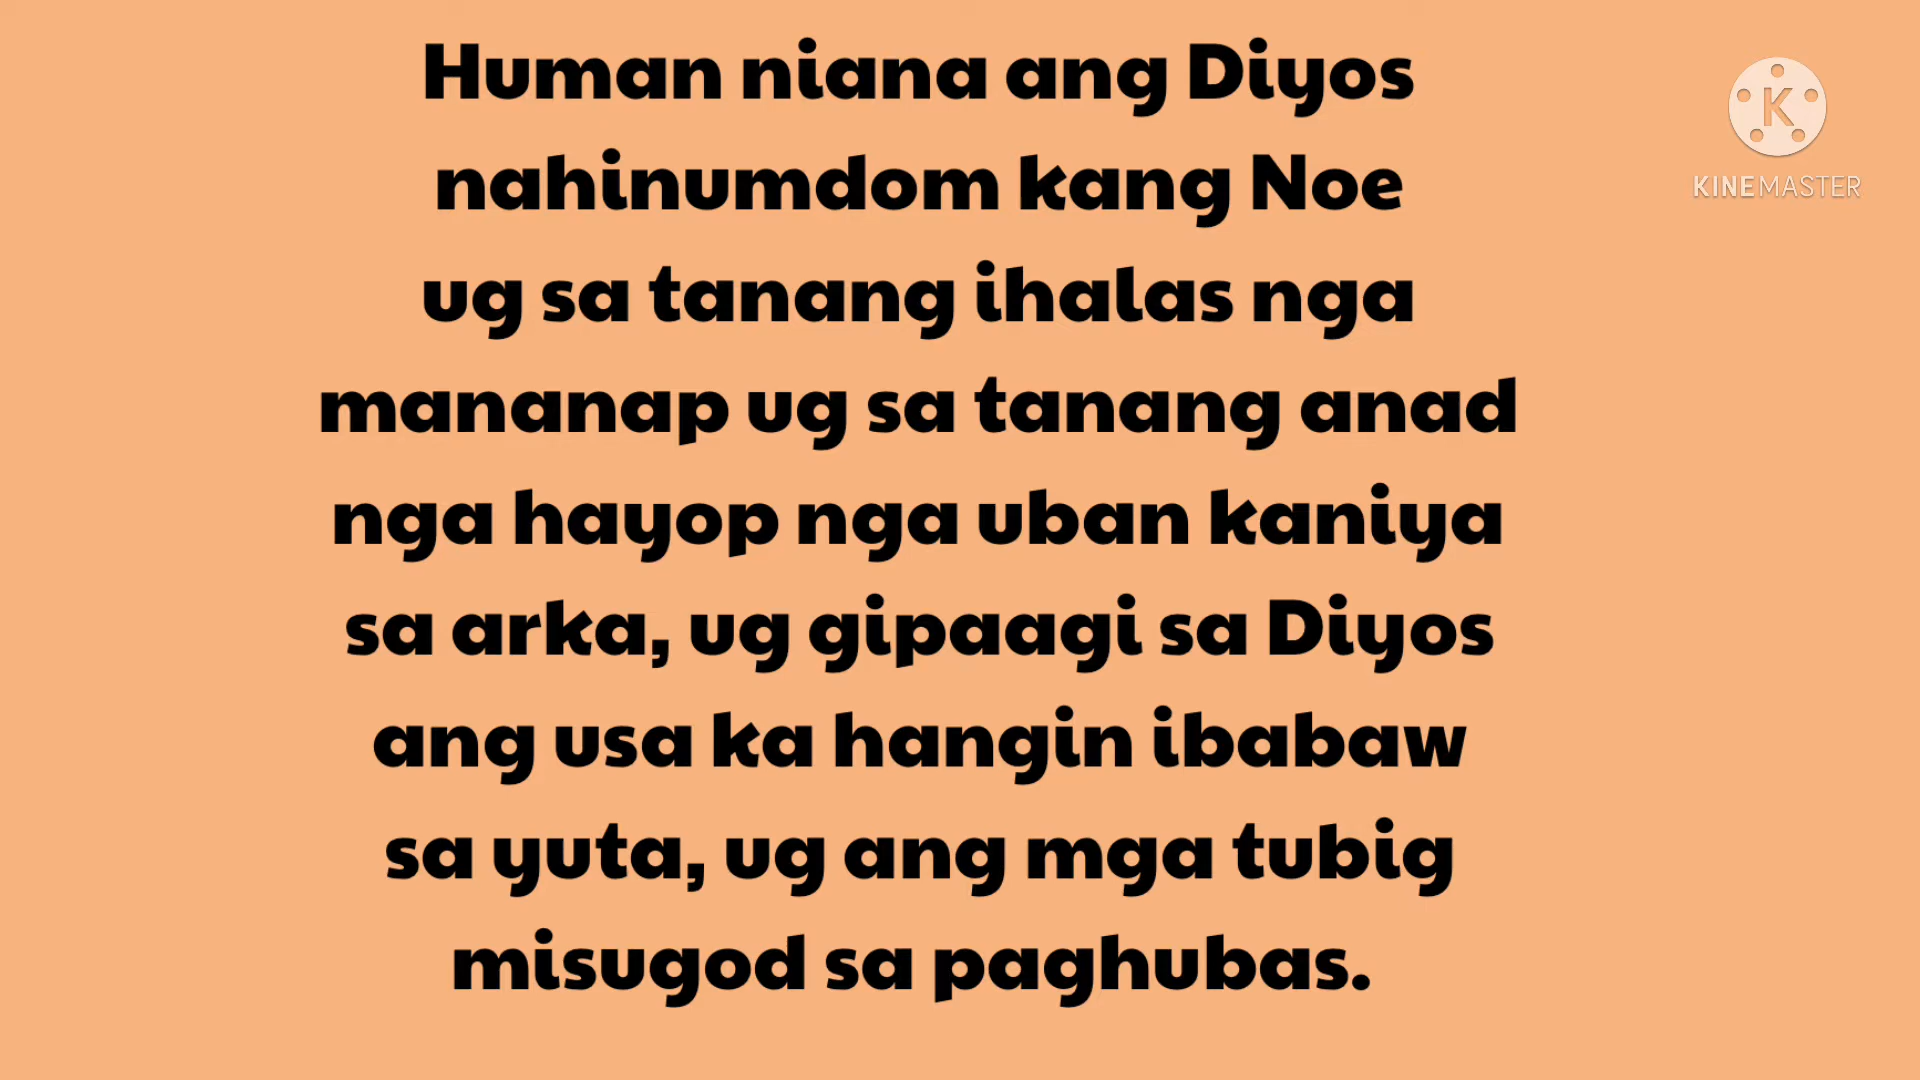 Human niana ang Diyos
nahinumdom kang Noe
ug sa tanang ihalas nga
mananap ug sa tanang anad
nga hayop nga uban kaniya
sa arka, ug gipaagi sa Diyos
ang usa ka hangin ibabaw
sa yuta, ug ang mga tubig
misugod sa paghubas.
K
KINEMASTER